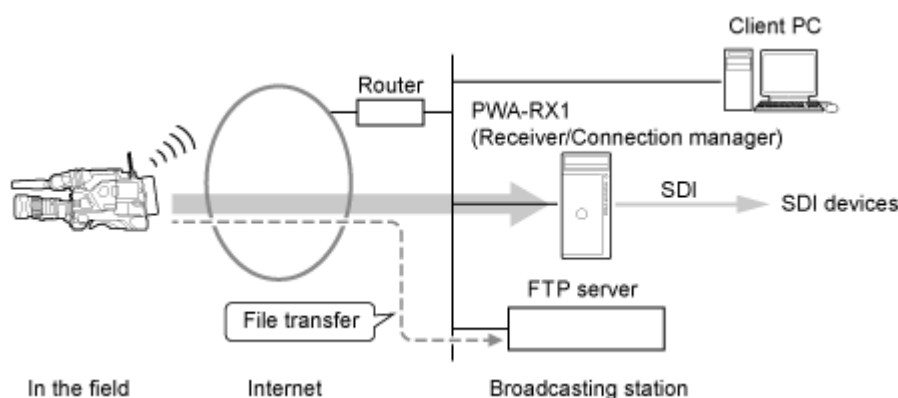 Client PC
Router
PWA-RX1
(Receiver/Connection manager)
SDI
SDI devices
FTP server
File transfer
In the field
Internet
Broadcasting station